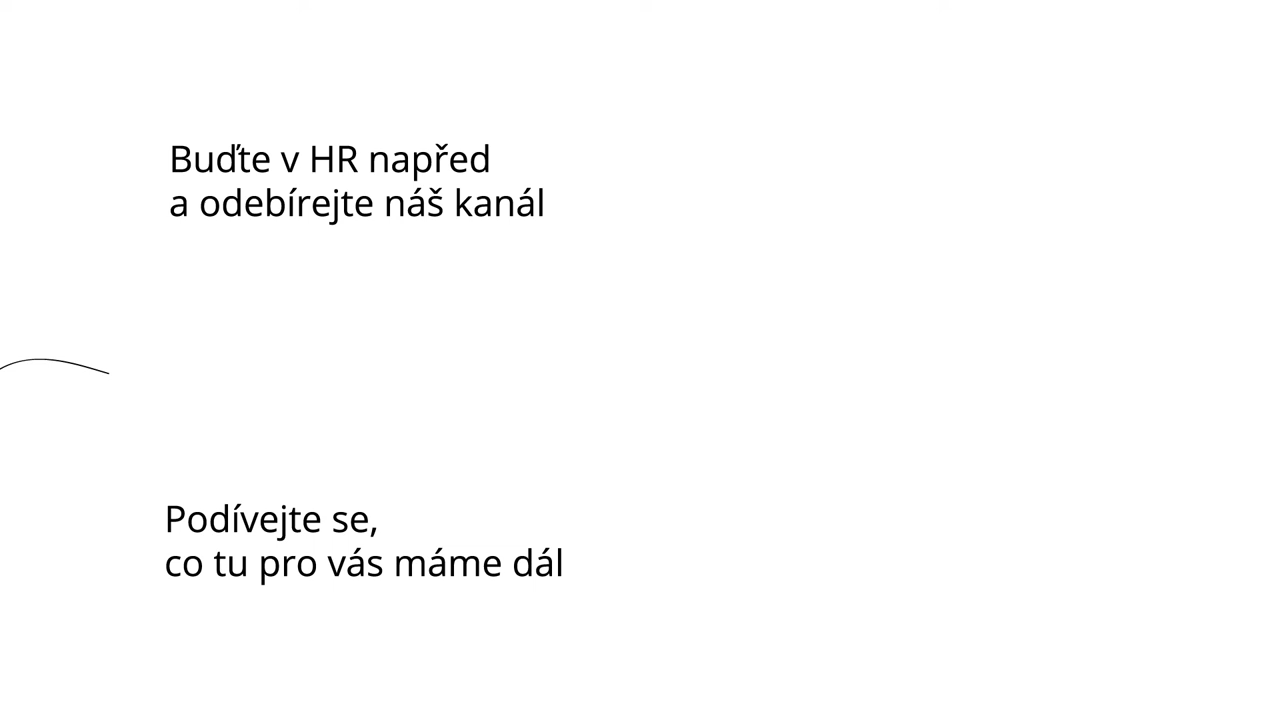 Buďte v HR napřed
a odebírejte náš kanál
Podívejte se,
co tu pro vás máme dál